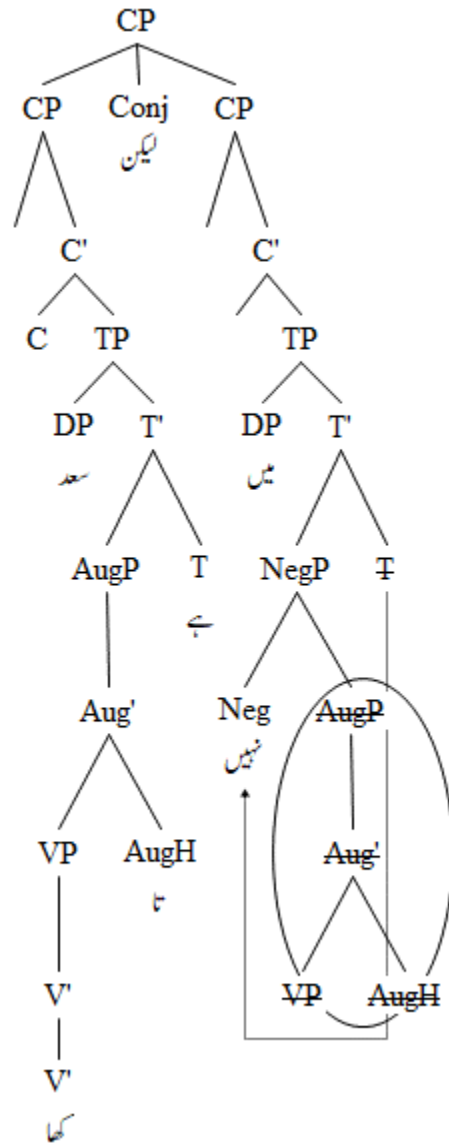 CP
CP Conj CP
لیکن
C' C'
C TP TP
DP T' DP T'
سعد میں
AugP T NegP T
ہے
Aug' Neg AugP
نہیں
VP AugH Aug'
تا
V' VP AugH
V'
کھا